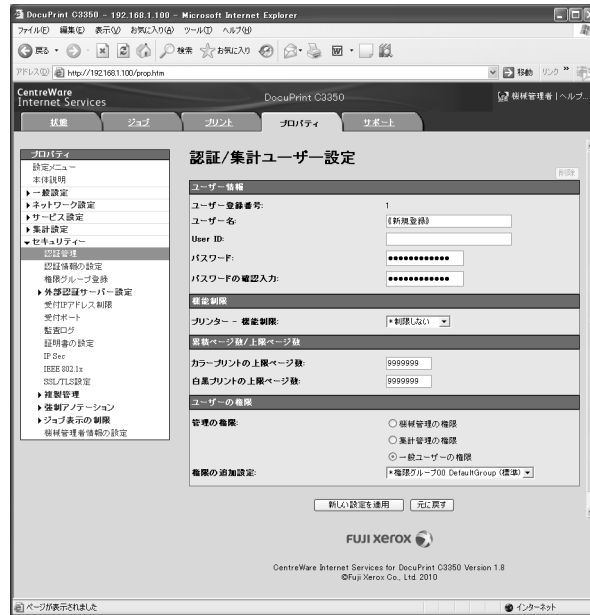 DocuPrint C3350 - 192.168.1.100 - Microsoft Internet Explorer
ファイル(F) 編集(E) 表示(V) お気に入り(A) ツール(T) ヘルプ(H)
戻る 検索 お気に入り
アドレス(D) http://192.168.1.100/prop.htm 移動 リンク »
CentreWare
Internet Services
DocuPrint C3350
機械管理者 | ヘルプ...
状態 ジョブ プリント プロパティ サポート
プロパティ
設定メニュー
本体説明
一般設定
ネットワーク設定
サービス設定
集計設定
セキュリティー
認証管理
認証情報の設定
権限グループ登録
外部認証サーバー設定
受付IPアドレス制限
受付ポート
監査ログ
証明書の設定
IP Sec
IEEE 802.1x
SSL/TLS設定
複製管理
強制アノテーション
ジョブ表示の制限
機械管理者情報の設定
認証/集計ユーザー設定
削除
ユーザー情報
ユーザー登録番号: 1
ユーザー名: 《新規登録》
User ID:
パスワード: ●●●●●●●●●●●●
パスワードの確認入力: ●●●●●●●●●●●●
機能制限
プリンター - 機能制限: *制限しない
累積ページ数/上限ページ数
カラープリントの上限ページ数: 9999999
白黒プリントの上限ページ数: 9999999
ユーザーの権限
管理の権限: 機械管理の権限
集計管理の権限
一般ユーザーの権限
権限の追加設定: *権限グループ00 DefaultGroup (標準)
新しい設定を適用 元に戻す
FUJI XEROX
CentreWare Internet Services for DocuPrint C3350 Version 1.8
©Fuji Xerox Co., Ltd. 2010
ページが表示されました インターネット